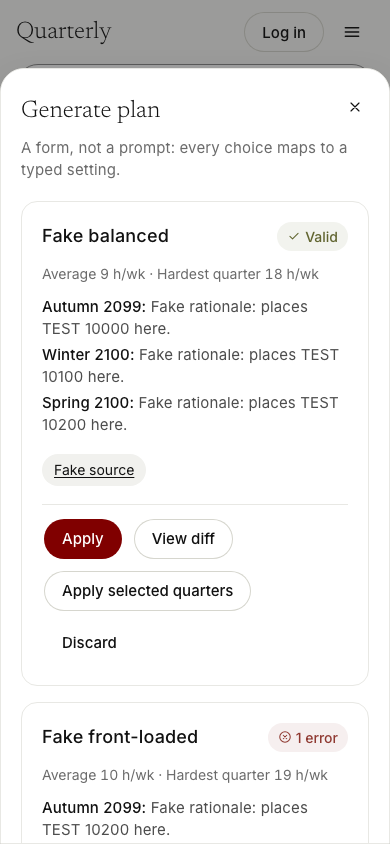 Quarterly
Log in
Generate plan
A form, not a prompt: every choice maps to a
typed setting.
Fake balanced
Valid
Average 9 h/wk · Hardest quarter 18 h/wk
Autumn 2099: Fake rationale: places
TEST 10000 here.
Winter 2100: Fake rationale: places TEST
10100 here.
Spring 2100: Fake rationale: places TEST
10200 here.
Fake source
Apply
View diff
Apply selected quarters
Discard
Fake front-loaded
1 error
Average 10 h/wk · Hardest quarter 19 h/wk
Autumn 2099: Fake rationale: places
TEST 10200 here.